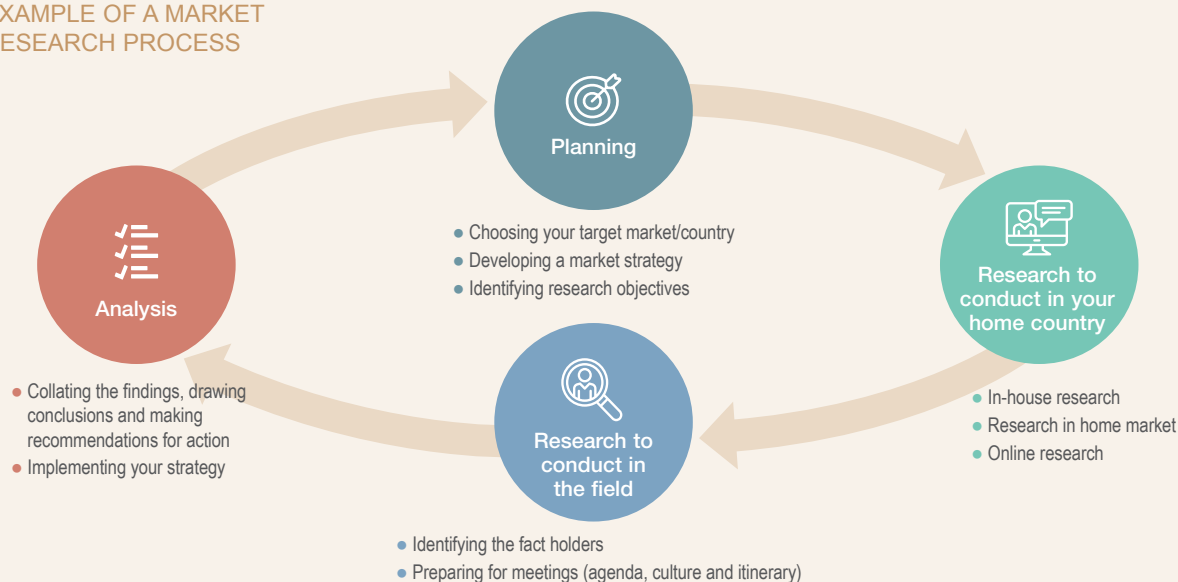 XAMPLE OF A MARKET
ESEARCH PROCESS
Planning
• Choosing your target market/country
• Developing a market strategy
• Identifying research objectives
Research to
conduct in your
home country
• In-house research
• Research in home market
• Online research
Research to
conduct in
the field
• Identifying the fact holders
• Preparing for meetings (agenda, culture and itinerary)
Analysis
• Collating the findings, drawing
conclusions and making
recommendations for action
• Implementing your strategy